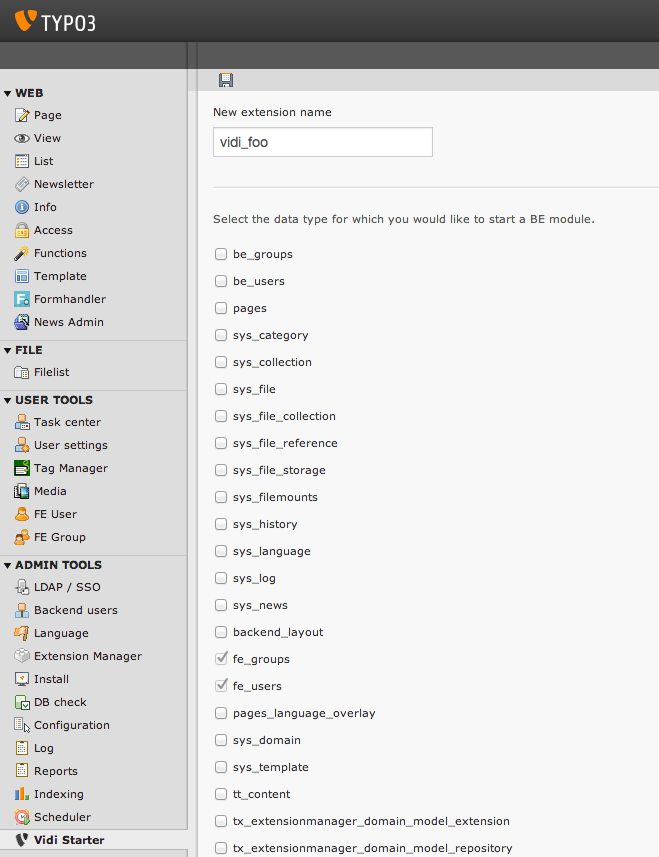 TYPO3
WEB
Page
View
List
Newsletter
Info
Access
Functions
Template
Formhandler
News Admin
FILE
Filelist
USER TOOLS
Task center
User settings
Tag Manager
Media
FE User
FE Group
ADMIN TOOLS
LDAP / SSO
Backend users
Language
Extension Manager
Install
DB check
Configuration
Log
Reports
Indexing
Scheduler
Vidi Starter
New extension name
vidi_foo
Select the data type for which you would like to start a BE module.
be_groups
be_users
pages
sys_category
sys_collection
sys_file
sys_file_collection
sys_file_reference
sys_file_storage
sys_filemounts
sys_history
sys_language
sys_log
sys_news
backend_layout
fe_groups
fe_users
pages_language_overlay
sys_domain
sys_template
tt_content
tx_extensionmanager_domain_model_extension
tx_extensionmanager_domain_model_repository